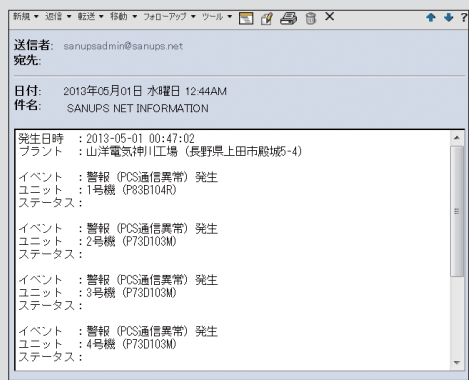 新規 ▾ 返信 ▾ 転送 ▾ 移動 ▾ フォローアップ ▾ ツール ▾ ?
送信者: sanupsadmin@sanups.net
宛先:
日付: 2013年05月01日 水曜日 12:44AM
件名: SANUPS NET INFORMATION
発生日時 :2013-05-01 00:47:02
プラント :山洋電気神川工場（長野県上田市殿城5-4）
イベント :警報（PCS通信異常）発生
ユニット :1号機（P83B104R）
ステータス:
イベント :警報（PCS通信異常）発生
ユニット :2号機（P73D103M）
ステータス:
イベント :警報（PCS通信異常）発生
ユニット :3号機（P73D103M）
ステータス:
イベント :警報（PCS通信異常）発生
ユニット :4号機（P73D103M）
ステータス: